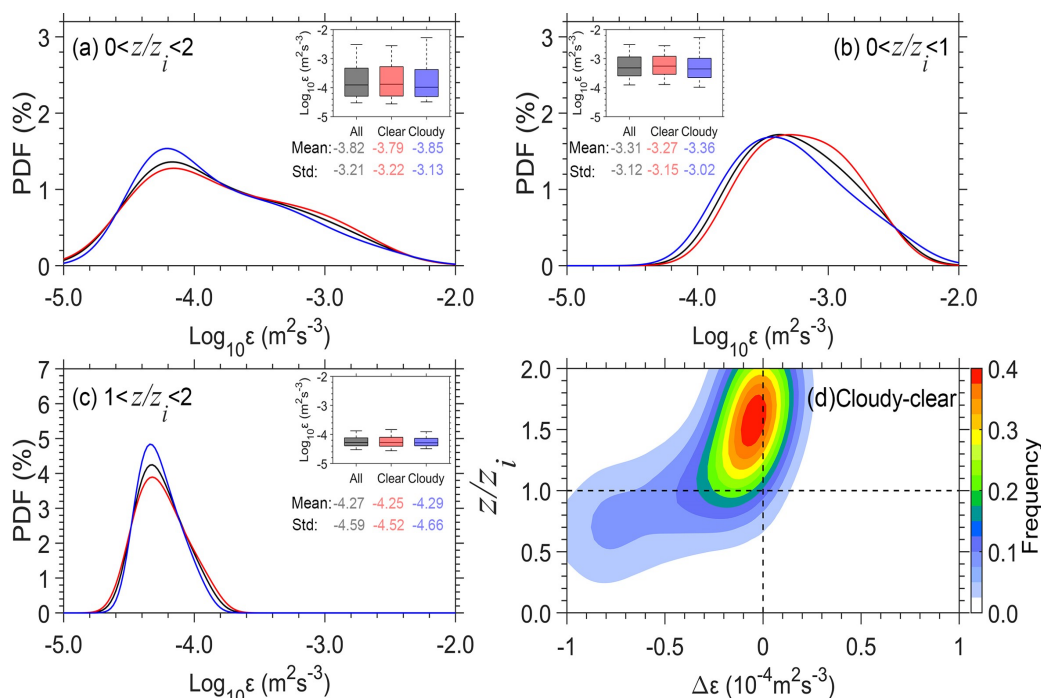 (a) 0<z/z_i<2
3
2
1
0
PDF (%)
-5.0 -4.0 -3.0 -2.0
Log₁₀ε (m²s⁻³)
-2
-3
-4
-5
Log₁₀ε (m²s⁻³)
All Clear Cloudy
Mean: -3.82 -3.79 -3.85
Std: -3.21 -3.22 -3.13
(b) 0<z/z_i<1
3
2
1
0
PDF (%)
-5.0 -4.0 -3.0 -2.0
Log₁₀ε (m²s⁻³)
-2
-3
-4
-5
Log₁₀ε (m²s⁻³)
All Clear Cloudy
Mean: -3.31 -3.27 -3.36
Std: -3.12 -3.15 -3.02
(c) 1<z/z_i<2
7
6
5
4
3
2
1
0
PDF (%)
-5.0 -4.0 -3.0 -2.0
Log₁₀ε (m²s⁻³)
-2
-3
-4
-5
Log₁₀ε (m²s⁻³)
All Clear Cloudy
Mean: -4.27 -4.25 -4.29
Std: -4.59 -4.52 -4.66
(d)Cloudy-clear
2.0
1.5
1.0
0.5
0.0
z/z_i
-1 -0.5 0 0.5 1
Δε (10⁻⁴m²s⁻³)
0.4
0.3
0.2
0.1
0.0
Frequency